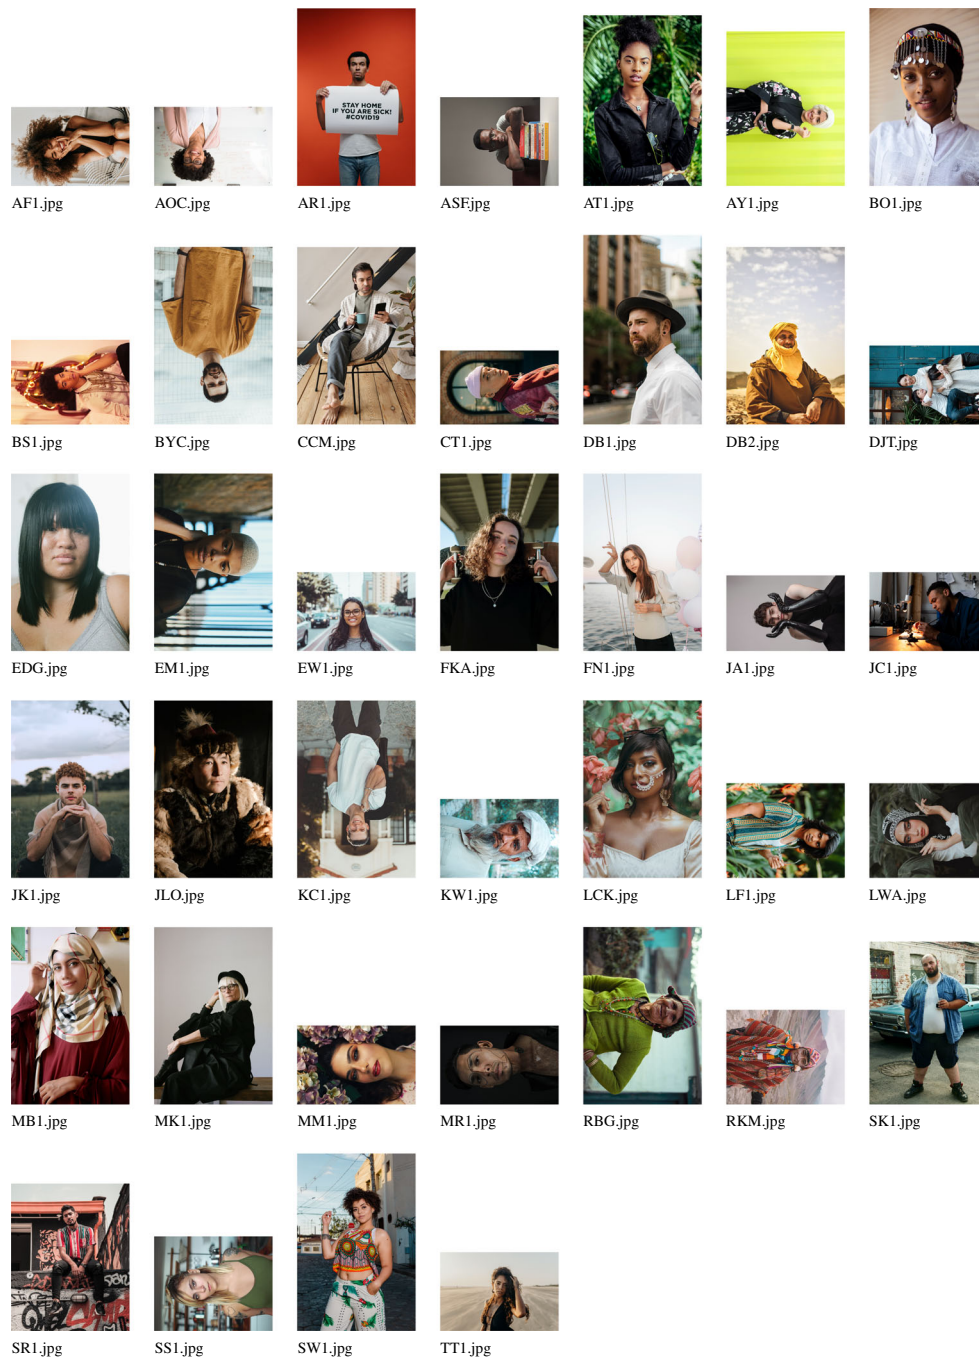 STAY HOME
IF YOU ARE SICK!
#COVID19
AF1.jpg AOC.jpg AR1.jpg ASF.jpg AT1.jpg AY1.jpg BO1.jpg
BS1.jpg BYC.jpg CCM.jpg CT1.jpg DB1.jpg DB2.jpg DJT.jpg
EDG.jpg EM1.jpg EW1.jpg FKA.jpg FN1.jpg JA1.jpg JC1.jpg
JK1.jpg JLO.jpg KC1.jpg KW1.jpg LCK.jpg LF1.jpg LWA.jpg
MB1.jpg MK1.jpg MM1.jpg MR1.jpg RBG.jpg RKM.jpg SK1.jpg
SR1.jpg SS1.jpg SW1.jpg TT1.jpg